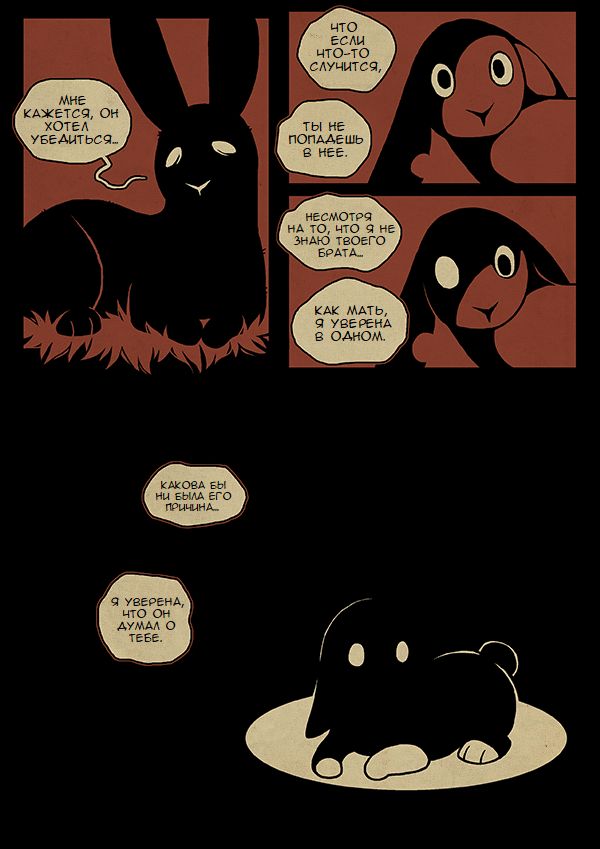 МНЕ
КАЖЕТСЯ, ОН
ХОТЕЛ
УБЕДИТЬСЯ...
ЧТО
ЕСЛИ
ЧТО-ТО
СЛУЧИТСЯ,
ТЫ НЕ
ПОПАДЕШЬ
В НЕЕ.
НЕСМОТРЯ
НА ТО, ЧТО Я НЕ
ЗНАЮ ТВОЕГО
БРАТА...
КАК МАТЬ,
Я УВЕРЕНА
В ОДНОМ.
КАКОВА БЫ
НИ БЫЛА ЕГО
ПРИЧИНА...
Я УВЕРЕНА,
ЧТО ОН
ДУМАЛ О
ТЕБЕ.